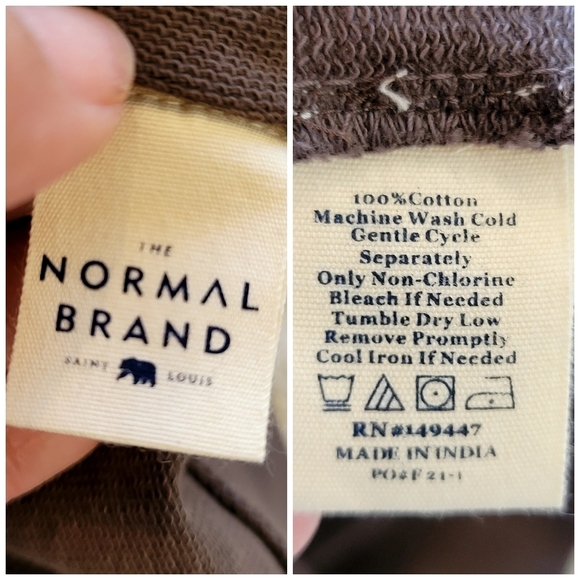 THE
NORMAL
BRAND
SAINT LOUIS
100%Cotton
Machine Wash Cold
Gentle Cycle
Separately
Only Non-Chlorine
Bleach If Needed
Tumble Dry Low
Remove Promptly
Cool Iron If Needed
RN#149447
MADE IN INDIA
PO#F 21-1